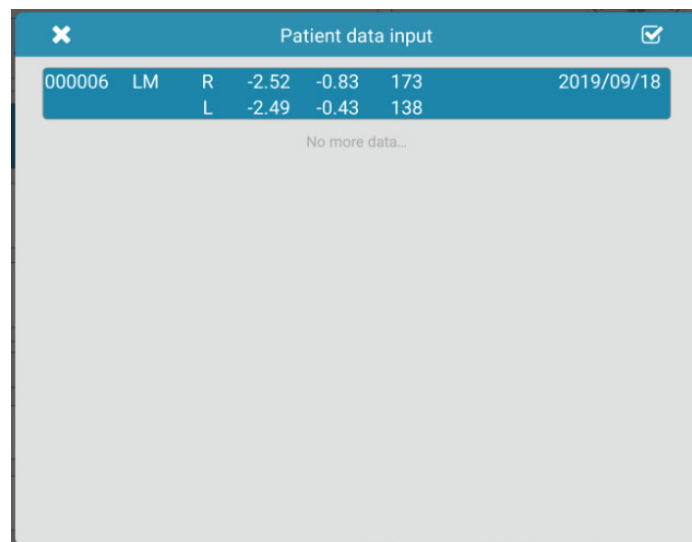 Patient data input
000006 LM R -2.52 -0.83 173 2019/09/18
L -2.49 -0.43 138
No more data...